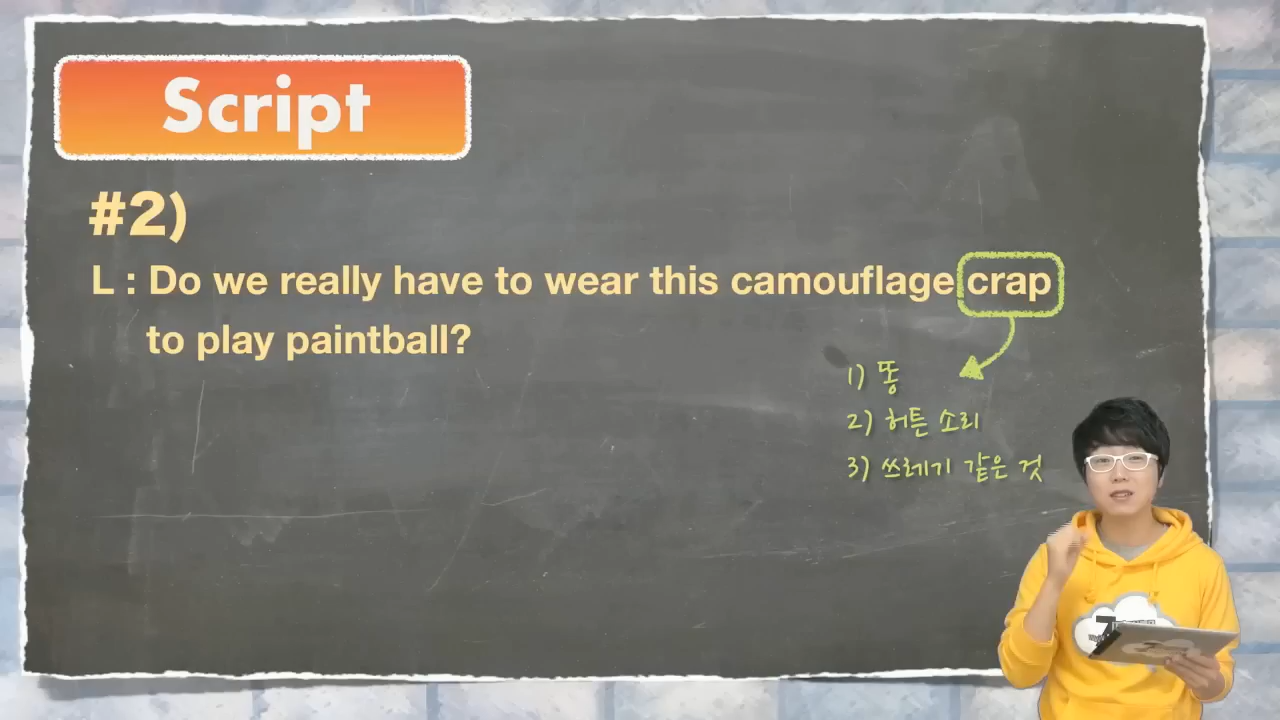 Script
#2)
L : Do we really have to wear this camouflage crap
to play paintball?
1) 똥
2) 허튼 소리
3) 쓰레기 같은 것